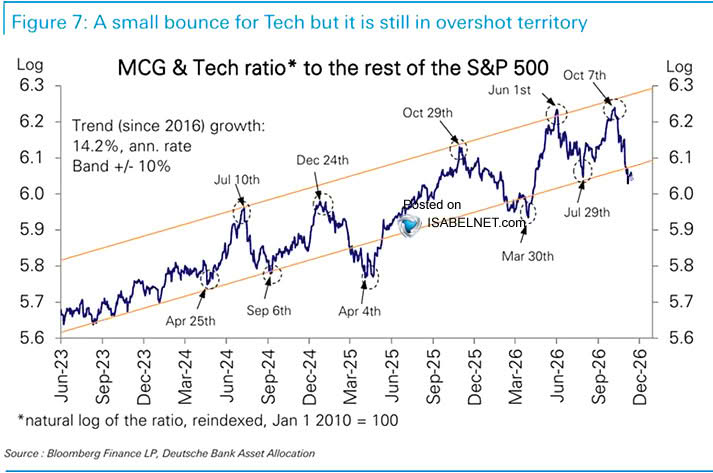 Figure 7: A small bounce for Tech but it is still in overshot territory
Log
MCG & Tech ratio* to the rest of the S&P 500
Log
6.3
6.2
6.1
6.0
5.9
5.8
5.7
5.6
Trend (since 2016) growth:
14.2%, ann. rate
Band +/- 10%
Jul 10th
Dec 24th
Oct 29th
Jun 1st
Oct 7th
Posted on
ISABELNET.com
Apr 25th
Sep 6th
Apr 4th
Mar 30th
Jul 29th
6.3
6.2
6.1
6.0
5.9
5.8
5.7
5.6
Jun-23
Sep-23
Dec-23
Mar-24
Jun-24
Sep-24
Dec-24
Mar-25
Jun-25
Sep-25
Dec-25
Mar-26
Jun-26
Sep-26
Dec-26
*natural log of the ratio, reindexed, Jan 1 2010 = 100
Source : Bloomberg Finance LP, Deutsche Bank Asset Allocation